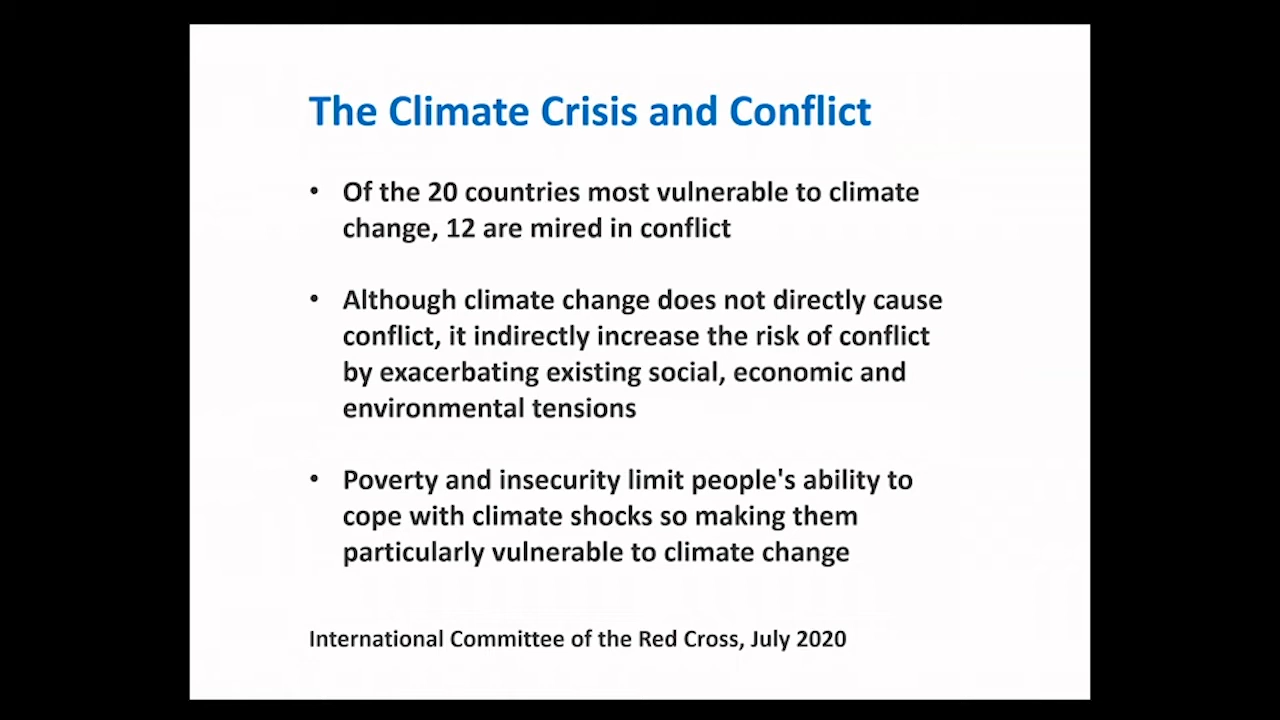 The Climate Crisis and Conflict
• Of the 20 countries most vulnerable to climate
change, 12 are mired in conflict
• Although climate change does not directly cause
conflict, it indirectly increase the risk of conflict
by exacerbating existing social, economic and
environmental tensions
• Poverty and insecurity limit people's ability to
cope with climate shocks so making them
particularly vulnerable to climate change
International Committee of the Red Cross, July 2020